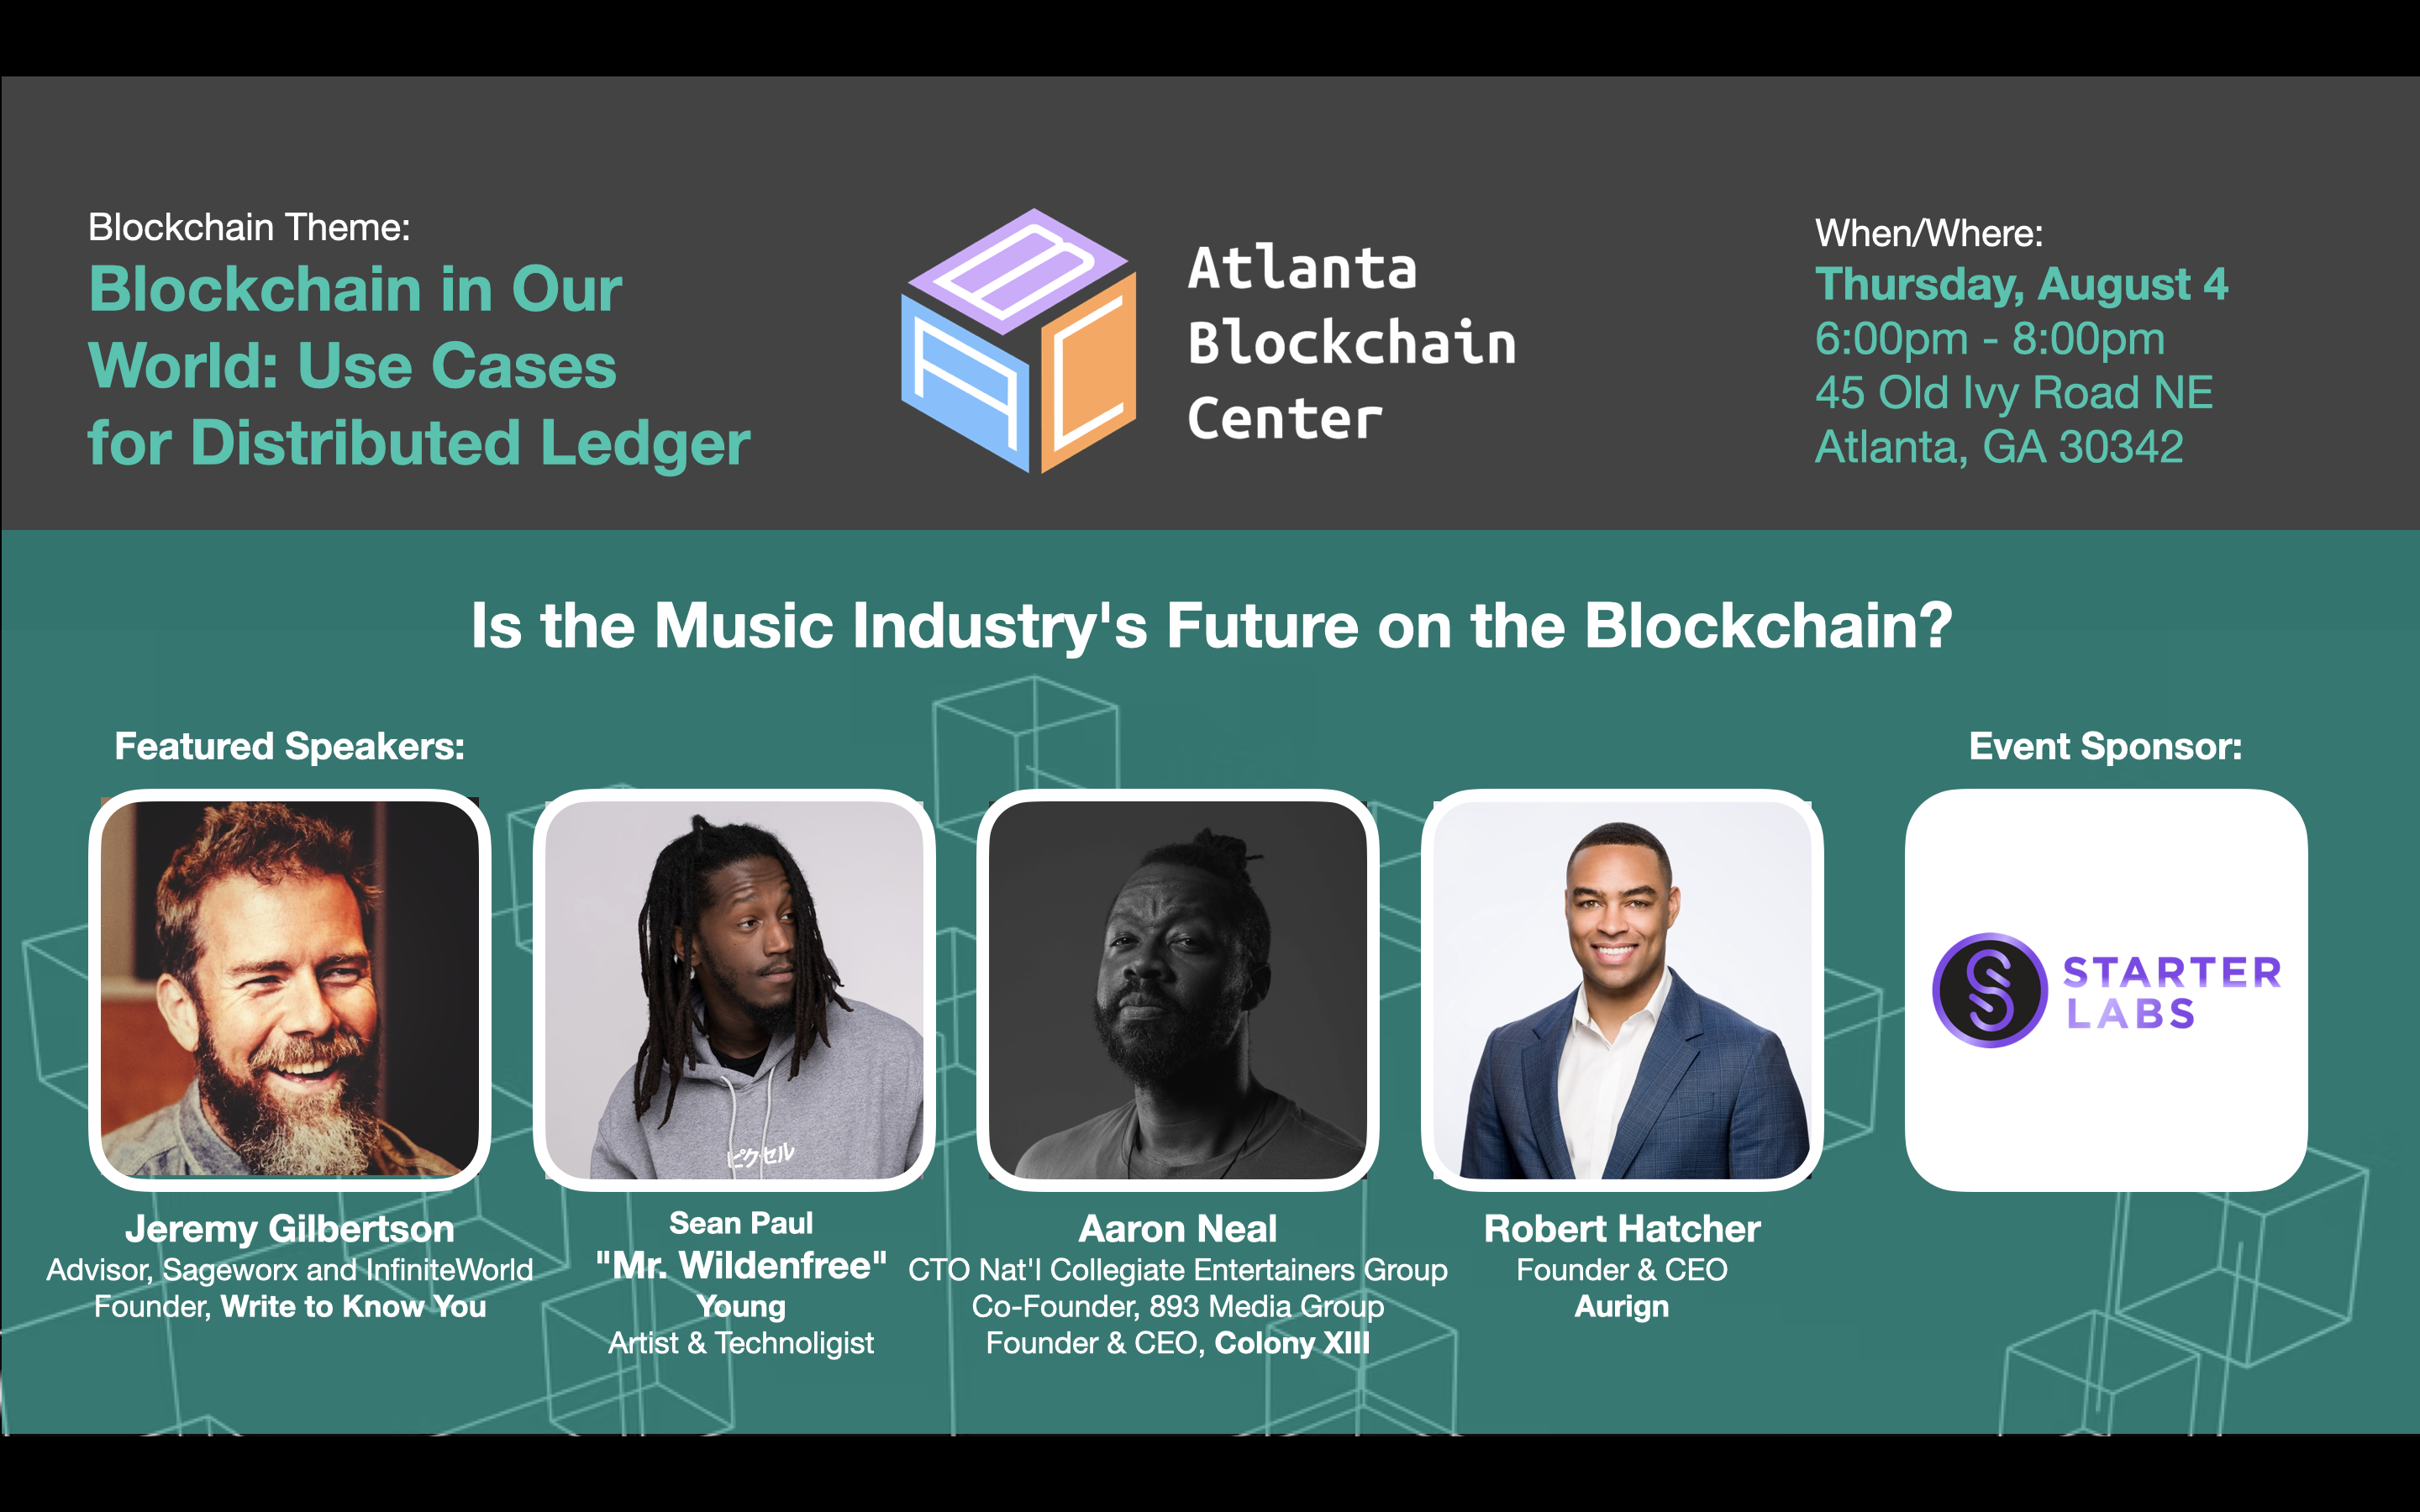 Blockchain Theme:
Blockchain in Our
World: Use Cases
for Distributed Ledger
B
A
C
Atlanta
Blockchain
Center
When/Where:
Thursday, August 4
6:00pm - 8:00pm
45 Old Ivy Road NE
Atlanta, GA 30342
Is the Music Industry's Future on the Blockchain?
Featured Speakers:
ピクセル
Jeremy Gilbertson
Advisor, Sageworx and InfiniteWorld
Founder, Write to Know You
Sean Paul
"Mr. Wildenfree"
Young
Artist & Technoligist
Aaron Neal
CTO Nat'l Collegiate Entertainers Group
Co-Founder, 893 Media Group
Founder & CEO, Colony XIII
Robert Hatcher
Founder & CEO
Aurign
Event Sponsor:
S
STARTER
LABS